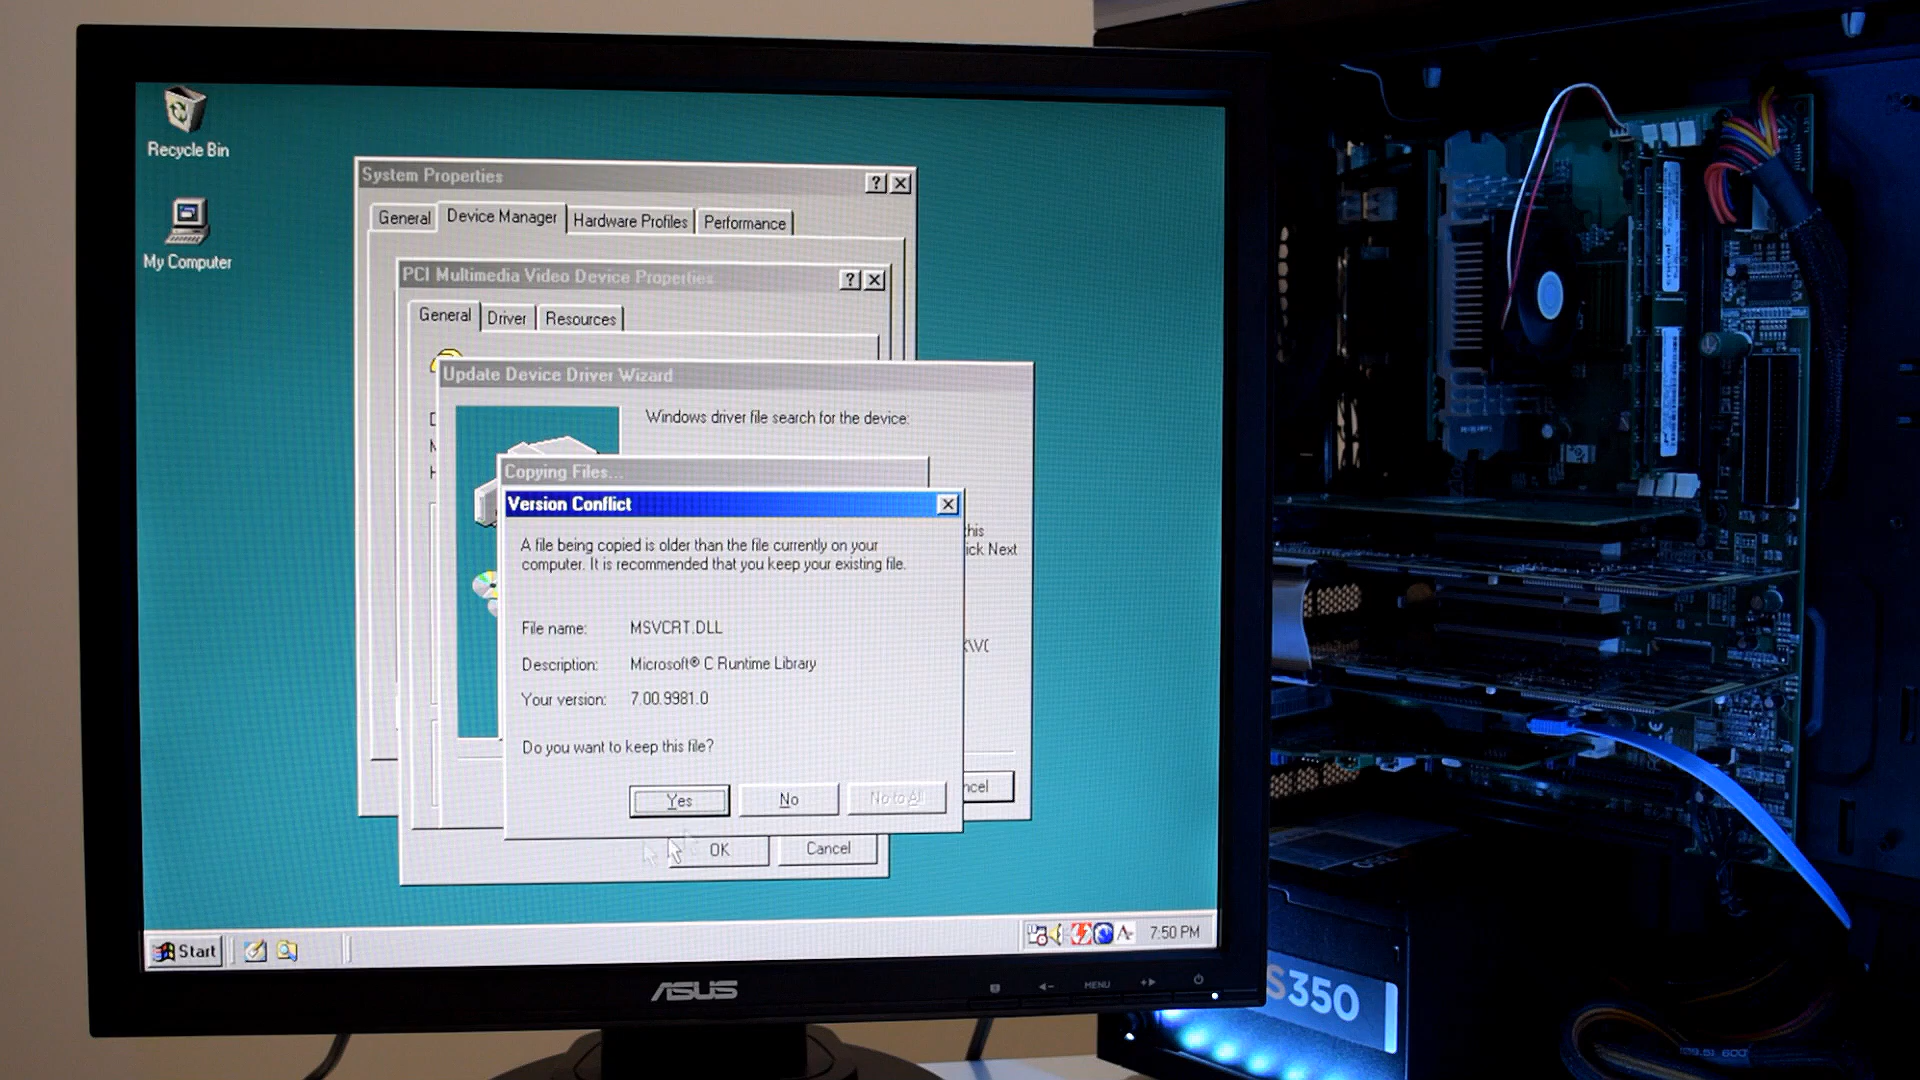 Recycle Bin
My Computer
System Properties
General
Device Manager
Hardware Profiles
Performance
PCI Multimedia Video Device Properties
General
Driver
Resources
Update Device Driver Wizard
Windows driver file search for the device:
Copying Files...
Version Conflict
A file being copied is older than the file currently on your
computer. It is recommended that you keep your existing file.
this
ick Next
File name: MSVCRT.DLL
Description: Microsoft® C Runtime Library
Your version: 7.00.9981.0
Do you want to keep this file?
Yes
No
No to All
ncel
OK
Cancel
Start
7:50 PM
ASUS
MENU
S350